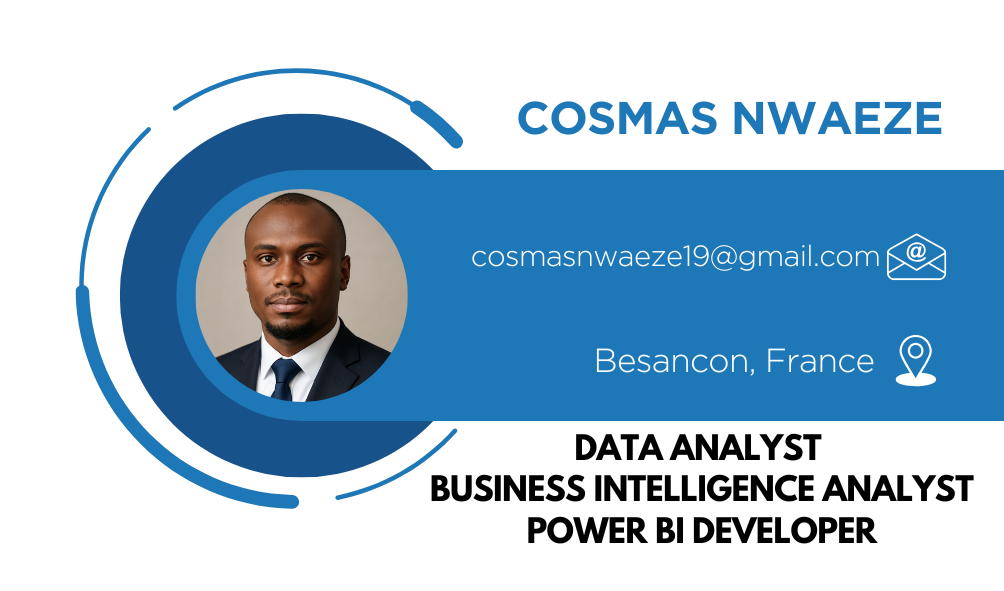 COSMAS NWAEZE
cosmasnwaeze19@gmail.com
@
Besancon, France
DATA ANALYST
BUSINESS INTELLIGENCE ANALYST
POWER BI DEVELOPER